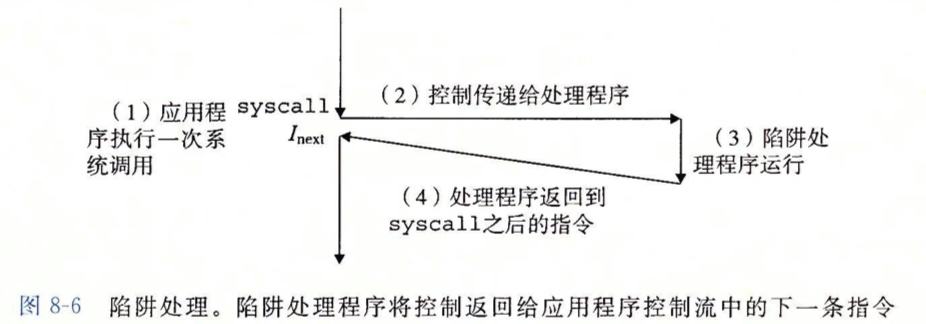 （1）应用程
序执行一次系
统调用
syscall
Inext
（2）控制传递给处理程序
（3）陷阱处
理程序运行
（4）处理程序返回到
syscall之后的指令
图 8-6 陷阱处理。陷阱处理程序将控制返回给应用程序控制流中的下一条指令